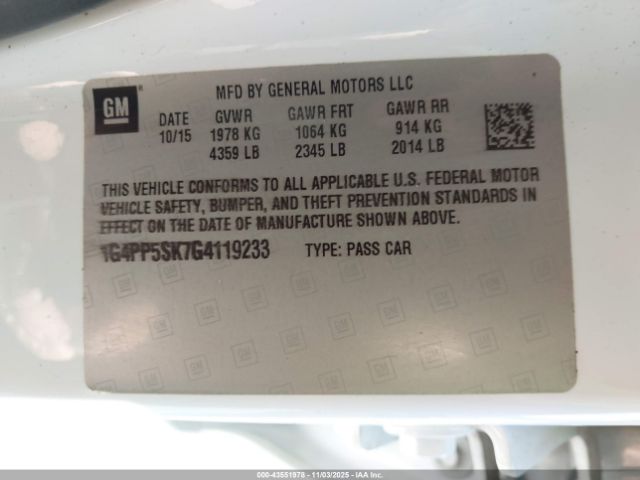 MFD BY GENERAL MOTORS LLC
GM
DATE GVWR GAWR FRT GAWR RR
10/15 1978 KG 1064 KG 914 KG
4359 LB 2345 LB 2014 LB
THIS VEHICLE CONFORMS TO ALL APPLICABLE U.S. FEDERAL MOTOR
VEHICLE SAFETY, BUMPER, AND THEFT PREVENTION STANDARDS IN
EFFECT ON THE DATE OF MANUFACTURE SHOWN ABOVE.
1G4PP5SK7G4119233 TYPE: PASS CAR
000-43551978 - 11/03/2025 - IAA Inc.